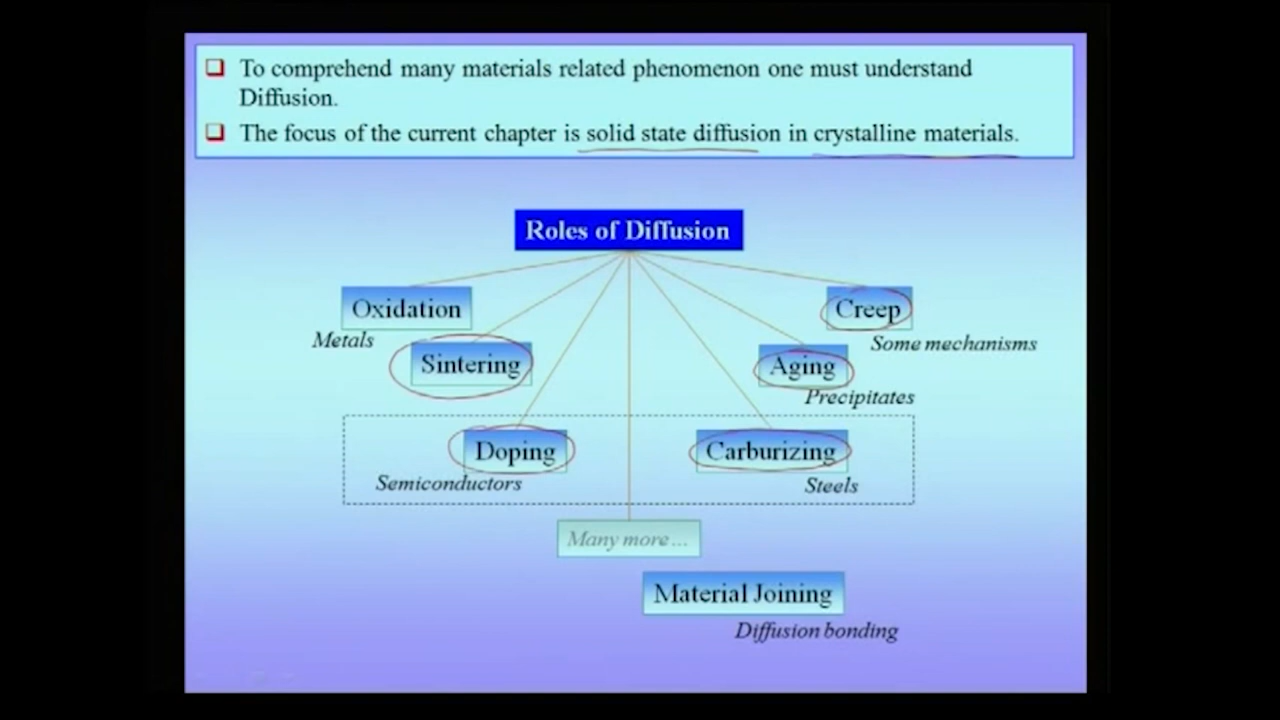 To comprehend many materials related phenomenon one must understand
Diffusion.
The focus of the current chapter is solid state diffusion in crystalline materials.
Roles of Diffusion
Oxidation
Metals
Creep
Some mechanisms
Sintering
Aging
Precipitates
Doping
Semiconductors
Carburizing
Steels
Many more…
Material Joining
Diffusion bonding